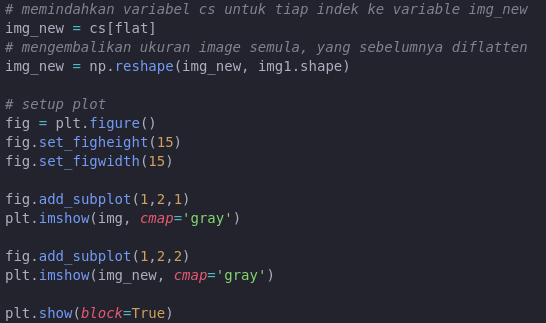 # memindahkan variabel cs untuk tiap indek ke variable img_new
img_new = cs[flat]
# mengembalikan ukuran image semula, yang sebelumnya diflatten
img_new = np.reshape(img_new, img1.shape)
# setup plot
fig = plt.figure()
fig.set_figheight(15)
fig.set_figwidth(15)
fig.add_subplot(1,2,1)
plt.imshow(img, cmap='gray')
fig.add_subplot(1,2,2)
plt.imshow(img_new, cmap='gray')
plt.show(block=True)